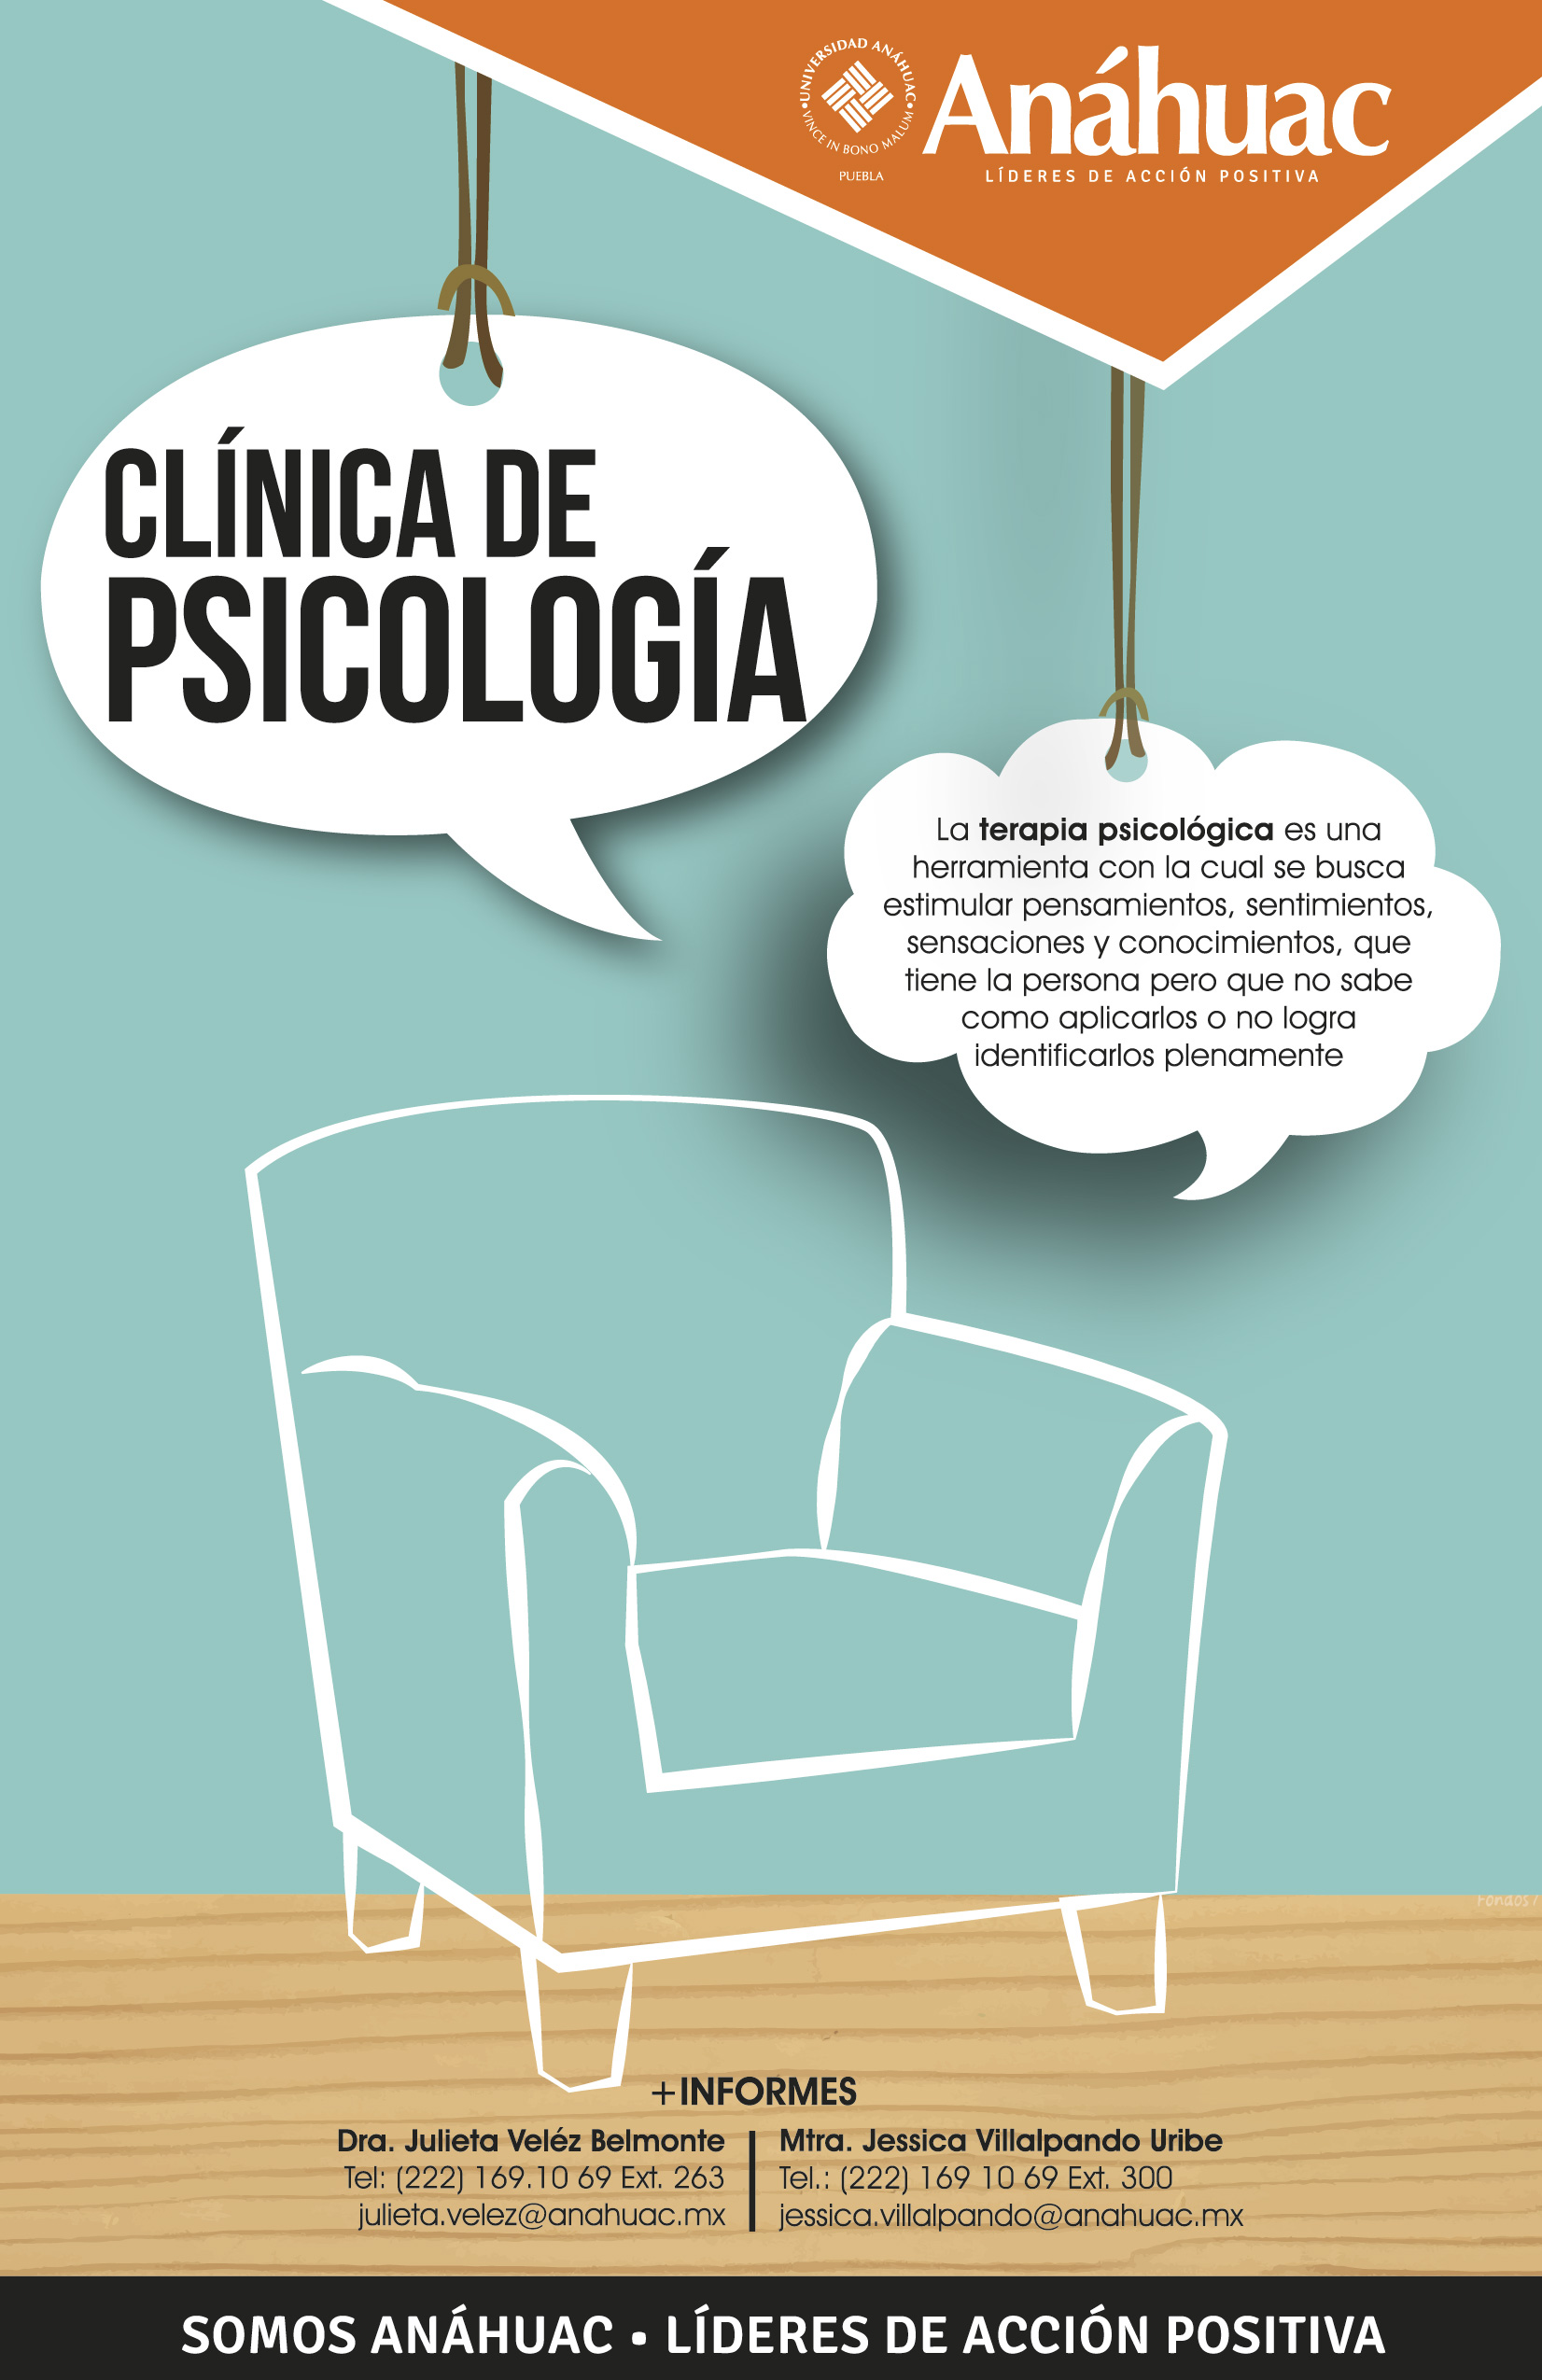 UNIVERSIDAD ANÁHUAC
VINCE IN BONO MALUM
PUEBLA
Anáhuac
LÍDERES DE ACCIÓN POSITIVA
CLÍNICA DE
PSICOLOGÍA
La terapia psicológica es una
herramienta con la cual se busca
estimular pensamientos, sentimientos,
sensaciones y conocimientos, que
tiene la persona pero que no sabe
como aplicarlos o no logra
identificarlos plenamente
+INFORMES
Dra. Julieta Veléz Belmonte
Tel: (222) 169.10 69 Ext. 263
julieta.velez@anahuac.mx
Mtra. Jessica Villalpando Uribe
Tel.: (222) 169 10 69 Ext. 300
jessica.villalpando@anahuac.mx
SOMOS ANÁHUAC • LÍDERES DE ACCIÓN POSITIVA